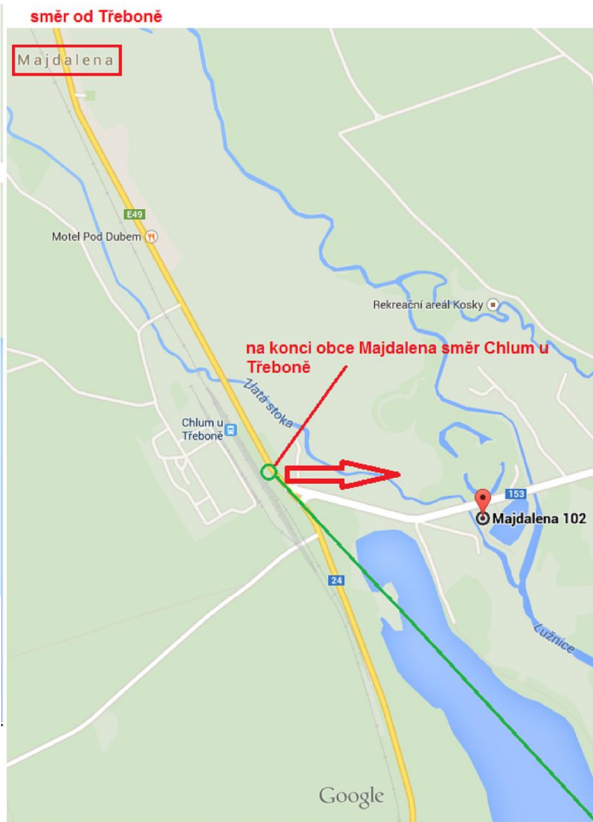 směr od Třeboně
Majdalena
E49
Motel Pod Dubem
Rekreační areál Kosky
na konci obce Majdalena směr Chlum u
Třeboně
Zlatá stoka
Chlum u
Třeboně
153
Majdalena 102
24
Lužnice
Google